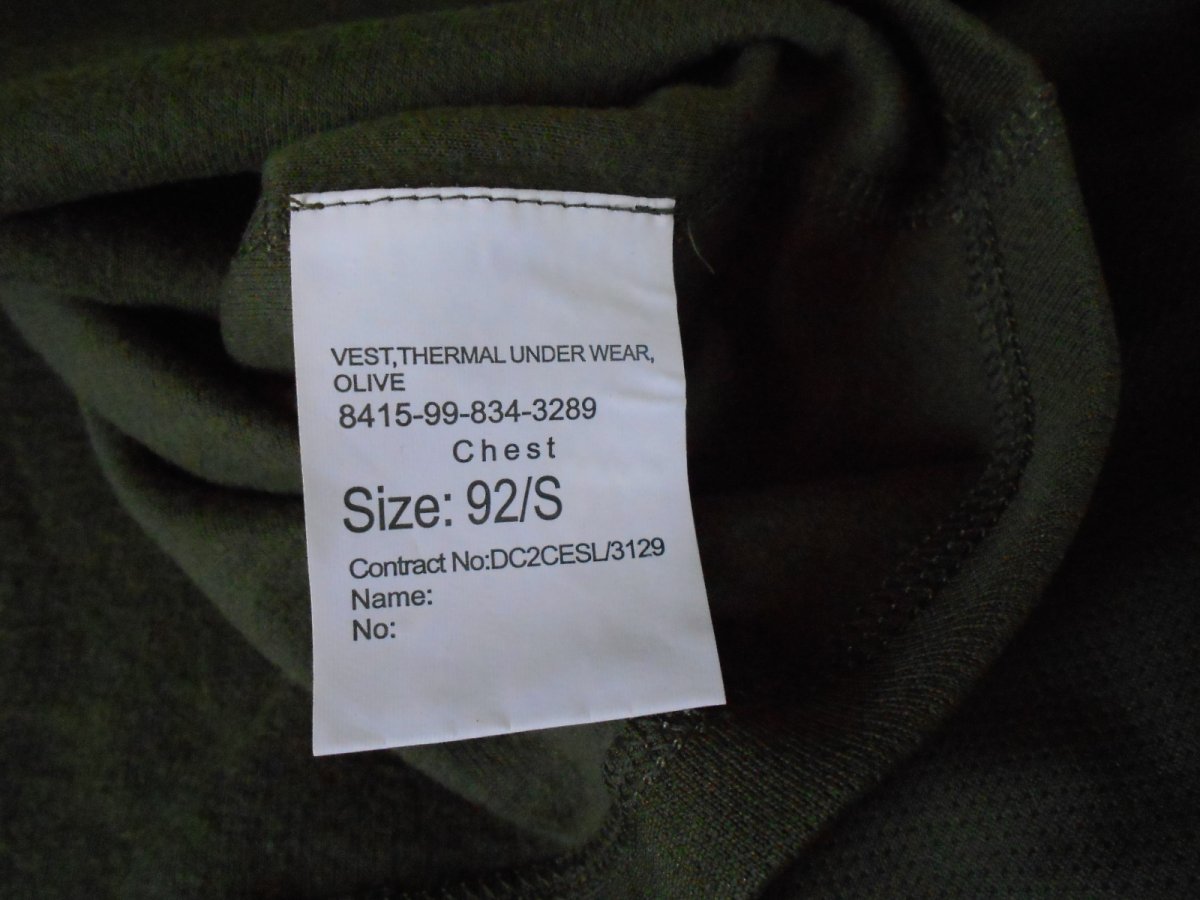 VEST,THERMAL UNDER WEAR,
OLIVE
8415-99-834-3289
Chest
Size: 92/S
Contract No:DC2CESL/3129
Name:
No: